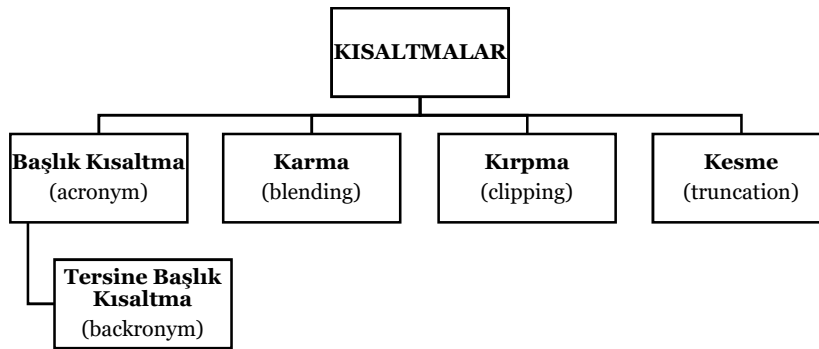 KISALTMALAR
Başlık Kısaltma
(acronym)
Karma
(blending)
Kırpma
(clipping)
Kesme
(truncation)
Tersine Başlık
Kısaltma
(backronym)